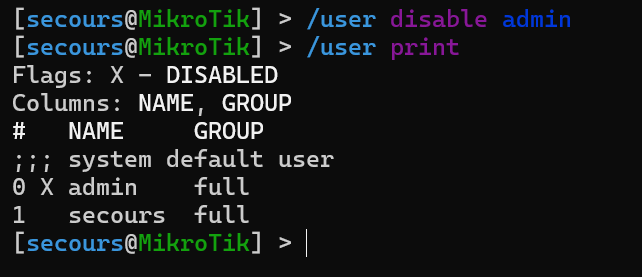 [secours@MikroTik] > /user disable admin
[secours@MikroTik] > /user print
Flags: X - DISABLED
Columns: NAME, GROUP
#   NAME     GROUP
;;; system default user
0 X admin    full
1   secours  full
[secours@MikroTik] >